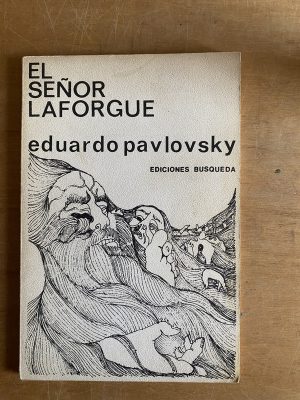 EL
SEÑOR
LAFORGUE
eduardo pavlovsky
EDICIONES BUSQUEDA